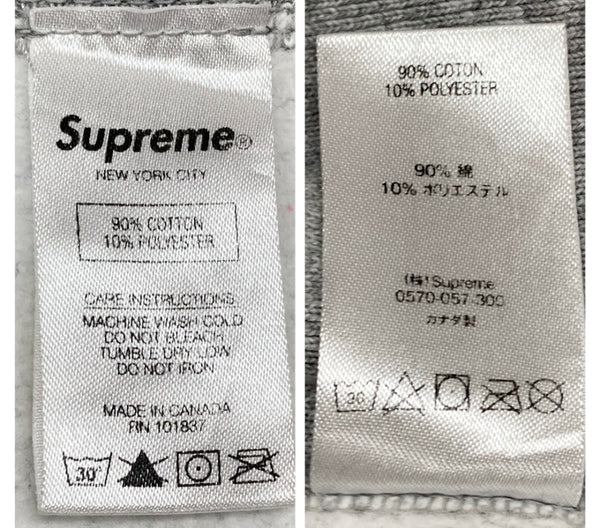 Supreme®
NEW YORK CITY
90% COTTON
10% POLYESTER
CARE INSTRUCTIONS
MACHINE WASH COLD
DO NOT BLEACH
TUMBLE DRY LOW
DO NOT IRON
MADE IN CANADA
RN 101837
30°
90% COTON
10% POLYESTER
90% 綿
10% ポリエステル
(株)Supreme
0570-057-300
カナダ製
30